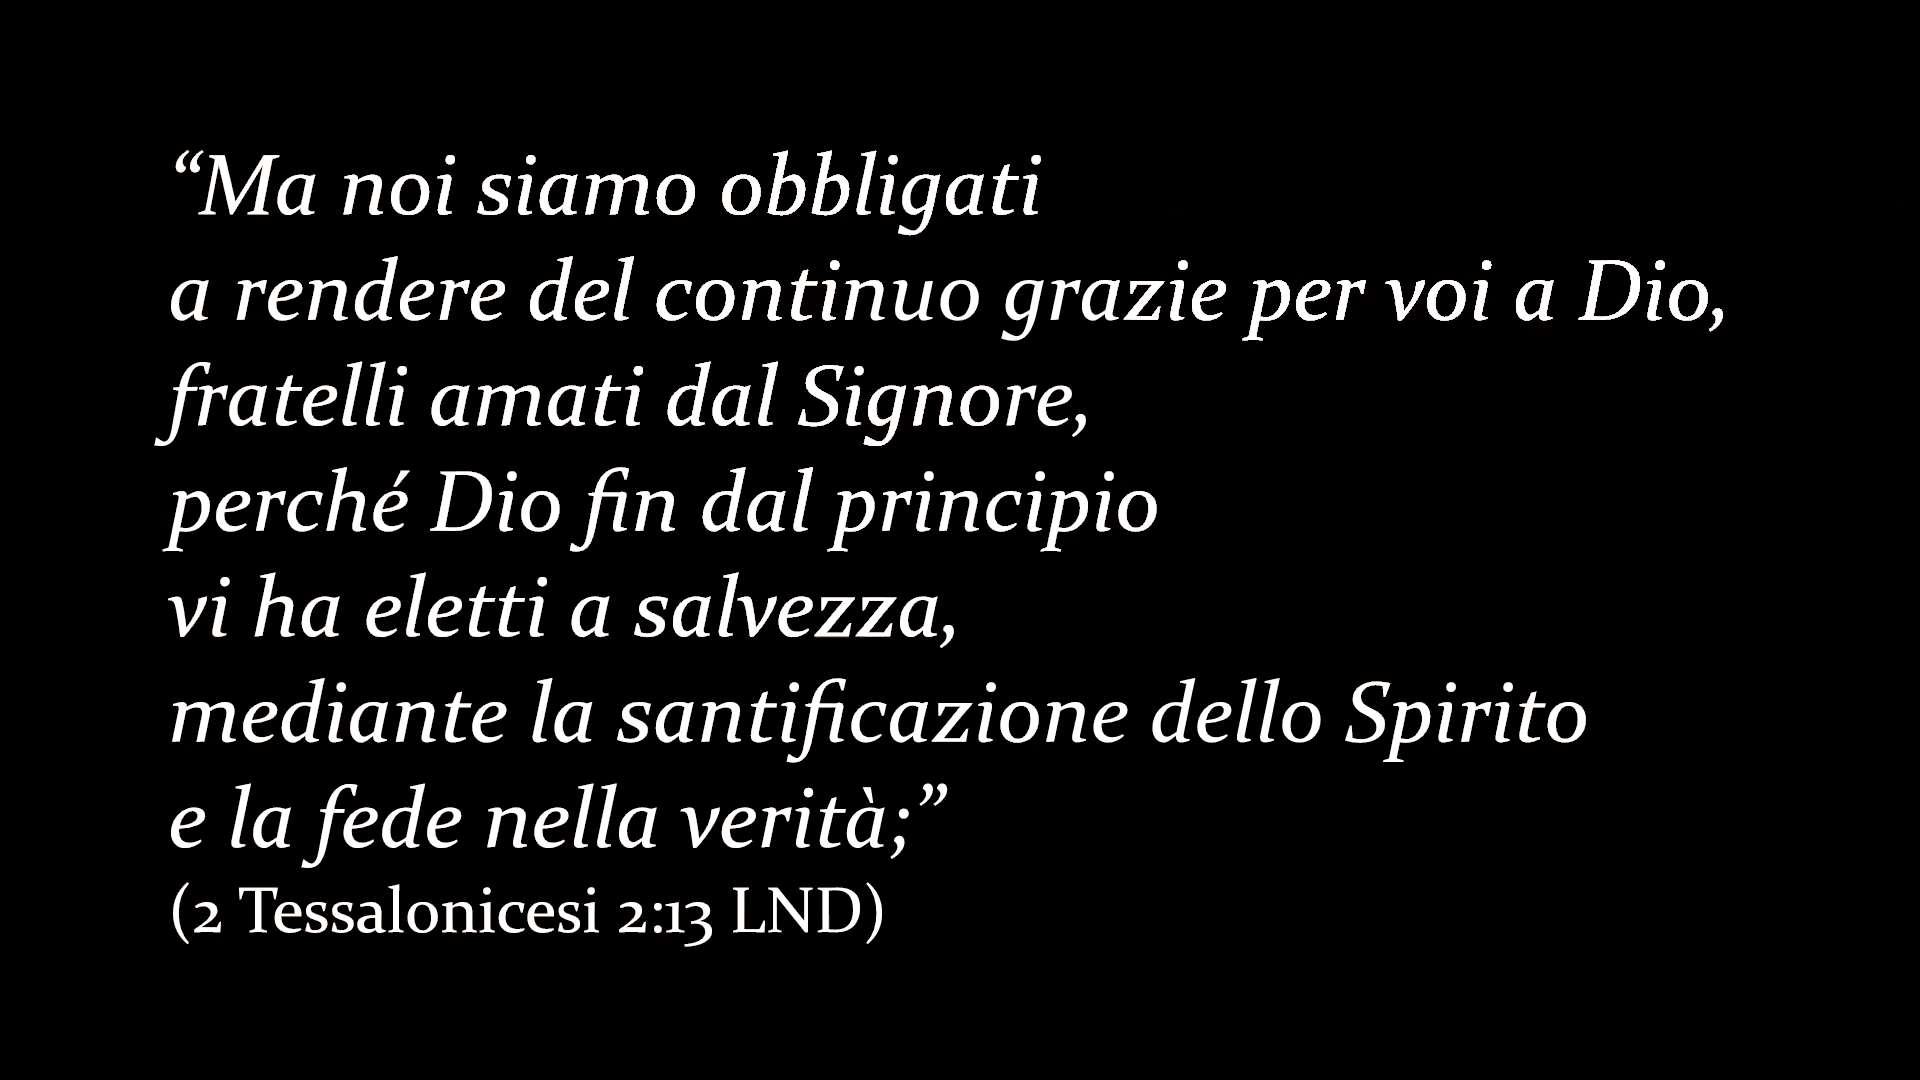 “Ma noi siamo obbligati
a rendere del continuo grazie per voi a Dio,
fratelli amati dal Signore,
perché Dio fin dal principio
vi ha eletti a salvezza,
mediante la santificazione dello Spirito
e la fede nella verità;”
(2 Tessalonicesi 2:13 LND)